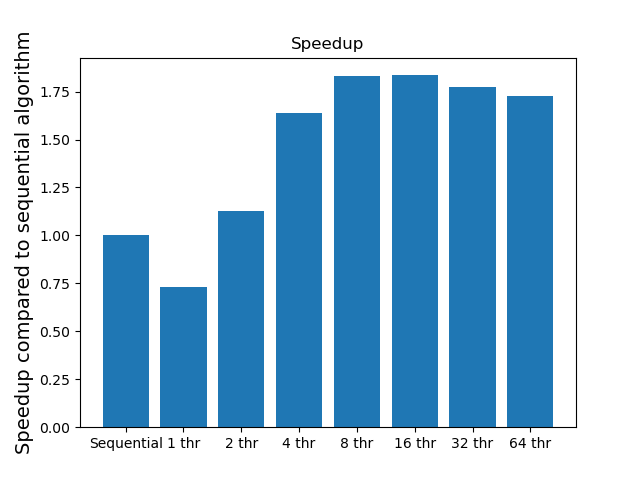 Speedup
Speedup compared to sequential algorithm
1.75
1.50
1.25
1.00
0.75
0.50
0.25
0.00
Sequential 1 thr 2 thr 4 thr 8 thr 16 thr 32 thr 64 thr